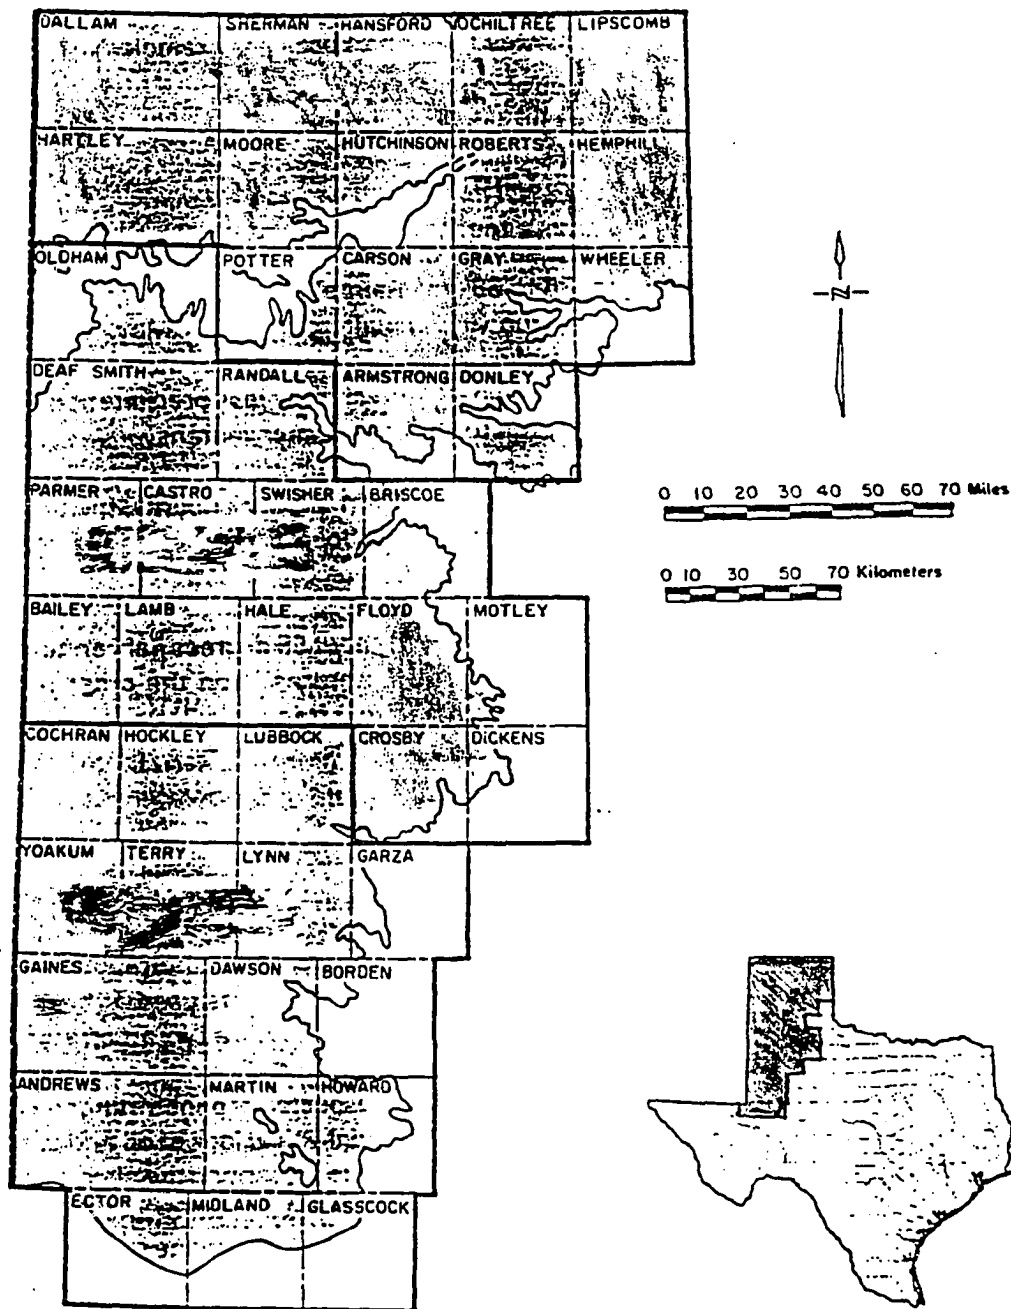 DALLAM SHERMAN HANSFORD OCHILTREE LIPSCOMB
HARTLEY MOORE HUTCHINSON ROBERTS HEMPHILL
OLDHAM POTTER CARSON GRAY WHEELER
N
DEAF SMITH RANDALL ARMSTRONG DONLEY
PARMER CASTRO SWISHER BRISCOE
0 10 20 30 40 50 60 70 Miles
0 10 30 50 70 Kilometers
BAILEY LAMB HALE FLOYD MOTLEY
COCHRAN HOCKLEY LUBBOCK CROSBY DICKENS
YOAKUM TERRY LYNN GARZA
GAINES DAWSON BORDEN
ANDREWS MARTIN HOWARD
ECTOR MIDLAND GLASSCOCK